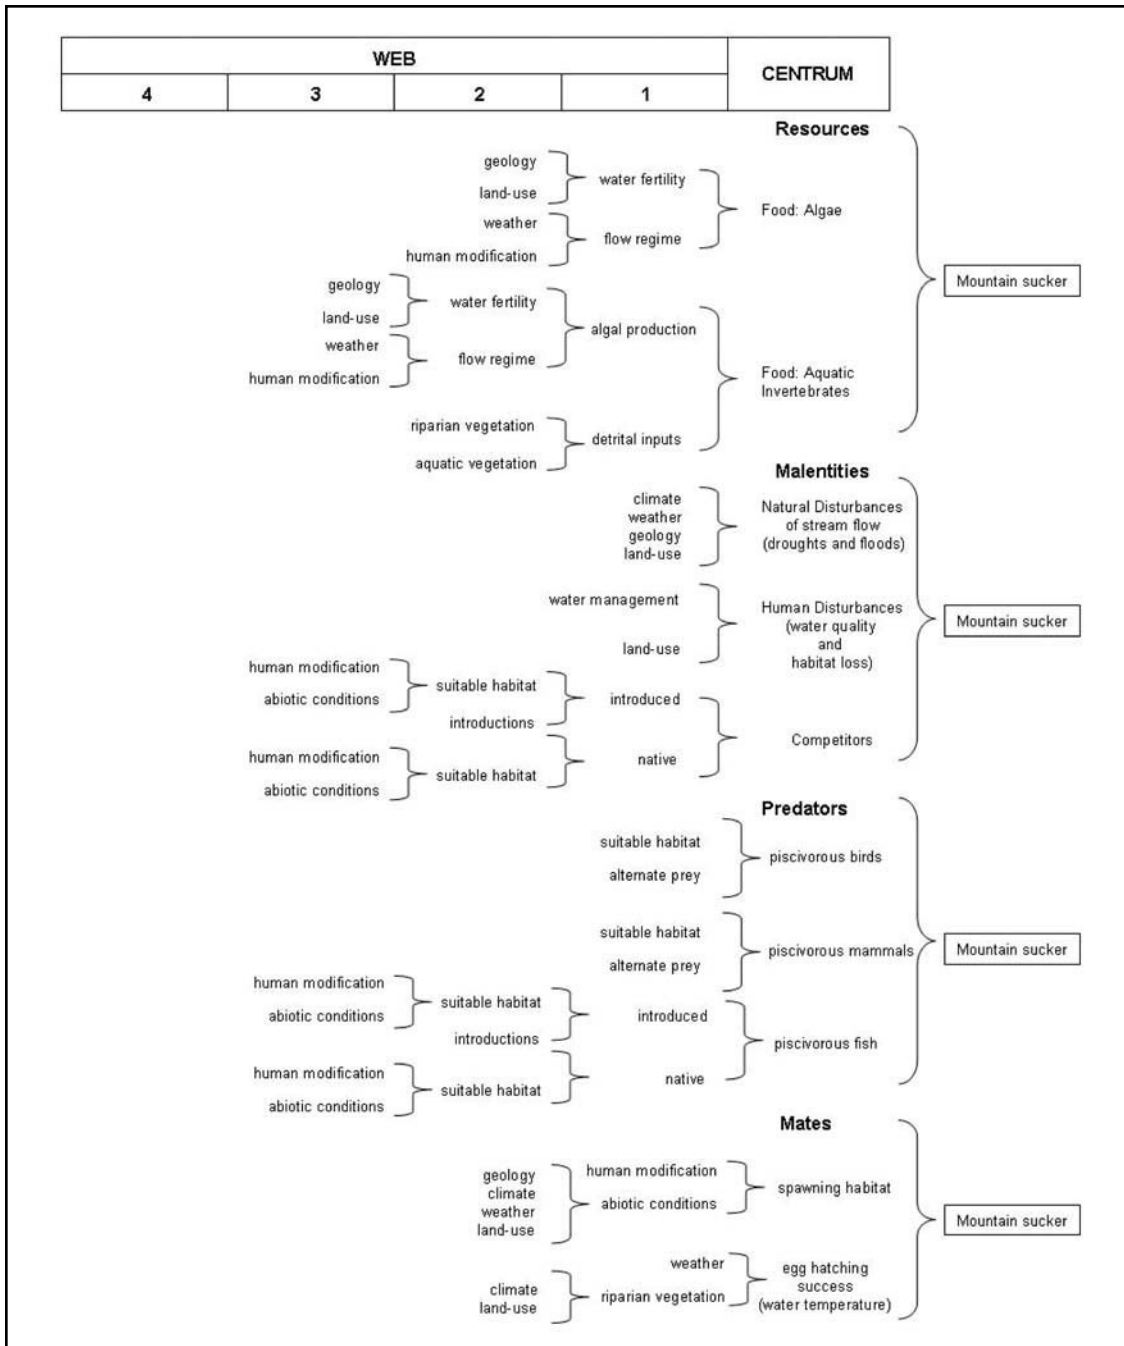 WEB
CENTRUM
4 3 2 1
Resources
geology
water fertility
land-use
Food: Algae
weather
flow regime
human modification
Mountain sucker
geology
water fertility
land-use
algal production
weather
flow regime
human modification
Food: Aquatic
Invertebrates
riparian vegetation
detrital inputs
aquatic vegetation
Malentities
climate
weather
geology
land-use
Natural Disturbances
of stream flow
(droughts and floods)
water management
land-use
Human Disturbances
(water quality
and
habitat loss)
Mountain sucker
human modification
abiotic conditions
suitable habitat
introductions
introduced
Competitors
human modification
abiotic conditions
suitable habitat
native
Predators
suitable habitat
alternate prey
piscivorous birds
suitable habitat
alternate prey
piscivorous mammals
Mountain sucker
human modification
abiotic conditions
suitable habitat
introductions
introduced
piscivorous fish
human modification
abiotic conditions
suitable habitat
native
Mates
geology
climate
weather
land-use
human modification
abiotic conditions
spawning habitat
Mountain sucker
weather
climate
land-use
riparian vegetation
egg hatching
success
(water temperature)